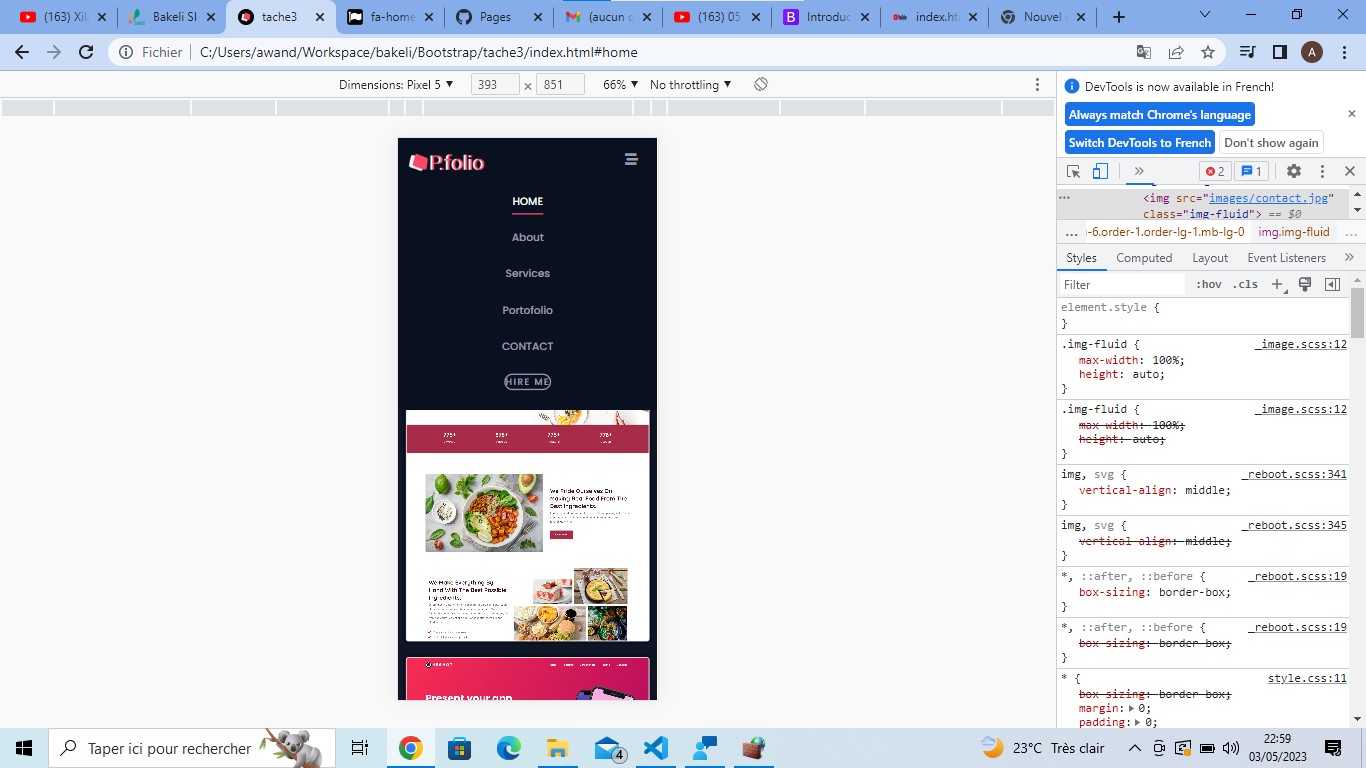 (163) Xila
Bakeli SI
tache3
fa-home
Pages
(aucun o
(163) 05
Introduc
index.ht
Nouvel
Fichier
C:/Users/awand/Workspace/bakeli/Bootstrap/tache3/index.html#home
A
Dimensions: Pixel 5
393
×
851
66%
No throttling
P.folio
HOME
About
Services
Portofolio
CONTACT
HIRE ME
775+
578+
775+
778+
We Pride Ourselves On
Making Real Food From The
Best Ingredients.
We Make Everything By
Hand With The Best Possible
Ingredients.
Present your app
DevTools is now available in French!
Always match Chrome's language
Switch DevTools to French
Don't show again
2
1
<img src="images/contact.jpg"
class="img-fluid"> == $0
...
-6.order-1.order-lg-1.mb-lg-0
img.img-fluid
...
Styles
Computed
Layout
Event Listeners
Filter
:hov
.cls
element.style {
}
.img-fluid {
_image.scss:12
max-width: 100%;
height: auto;
}
.img-fluid {
_image.scss:12
max-width: 100%;
height: auto;
}
img, svg {
_reboot.scss:341
vertical-align: middle;
}
img, svg {
_reboot.scss:345
vertical-align: middle;
}
*, ::after, ::before {
_reboot.scss:19
box-sizing: border-box;
}
*, ::after, ::before {
_reboot.scss:19
box-sizing: border-box;
}
* {
style.css:11
box-sizing: border-box;
margin: 0;
padding: 0;
Taper ici pour rechercher
4
23°C Très clair
22:59
03/05/2023